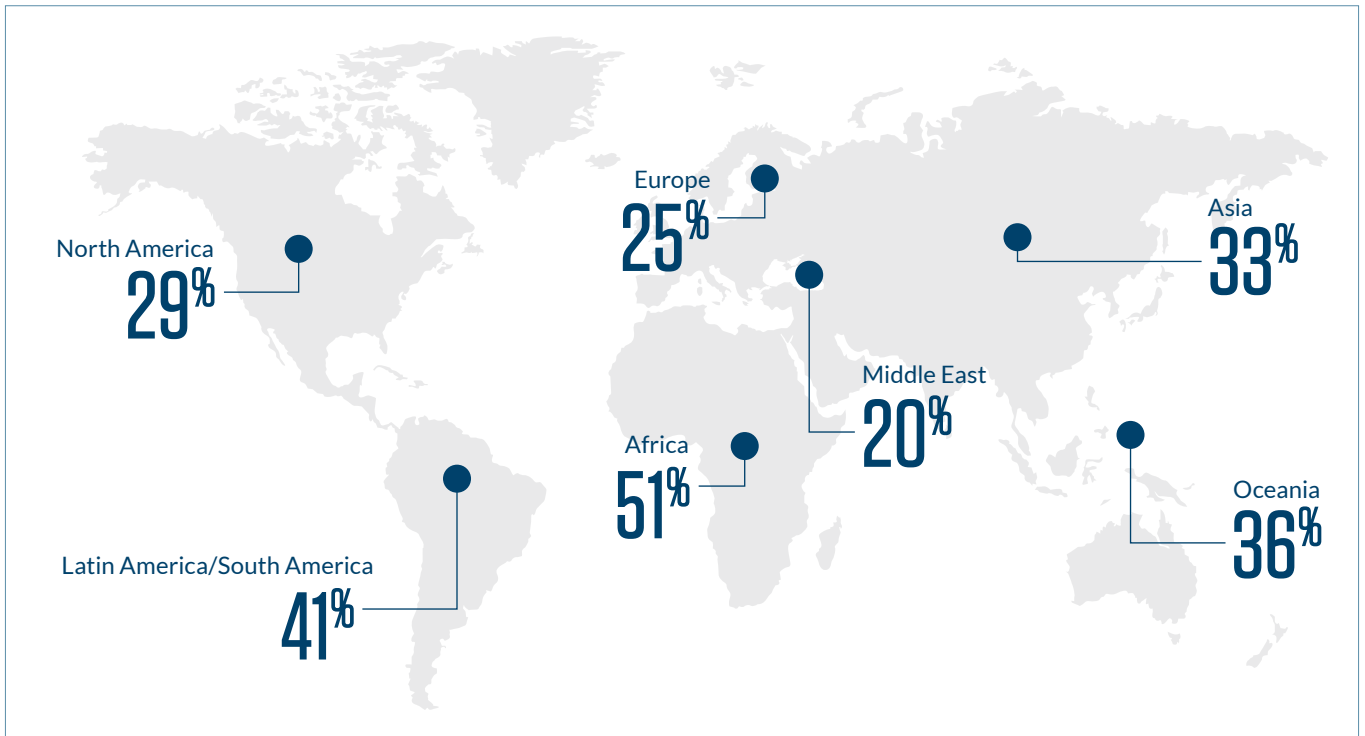 Europe
25%
Asia
33%
North America
29%
Middle East
20%
Africa
51%
Oceania
36%
Latin America/South America
41%